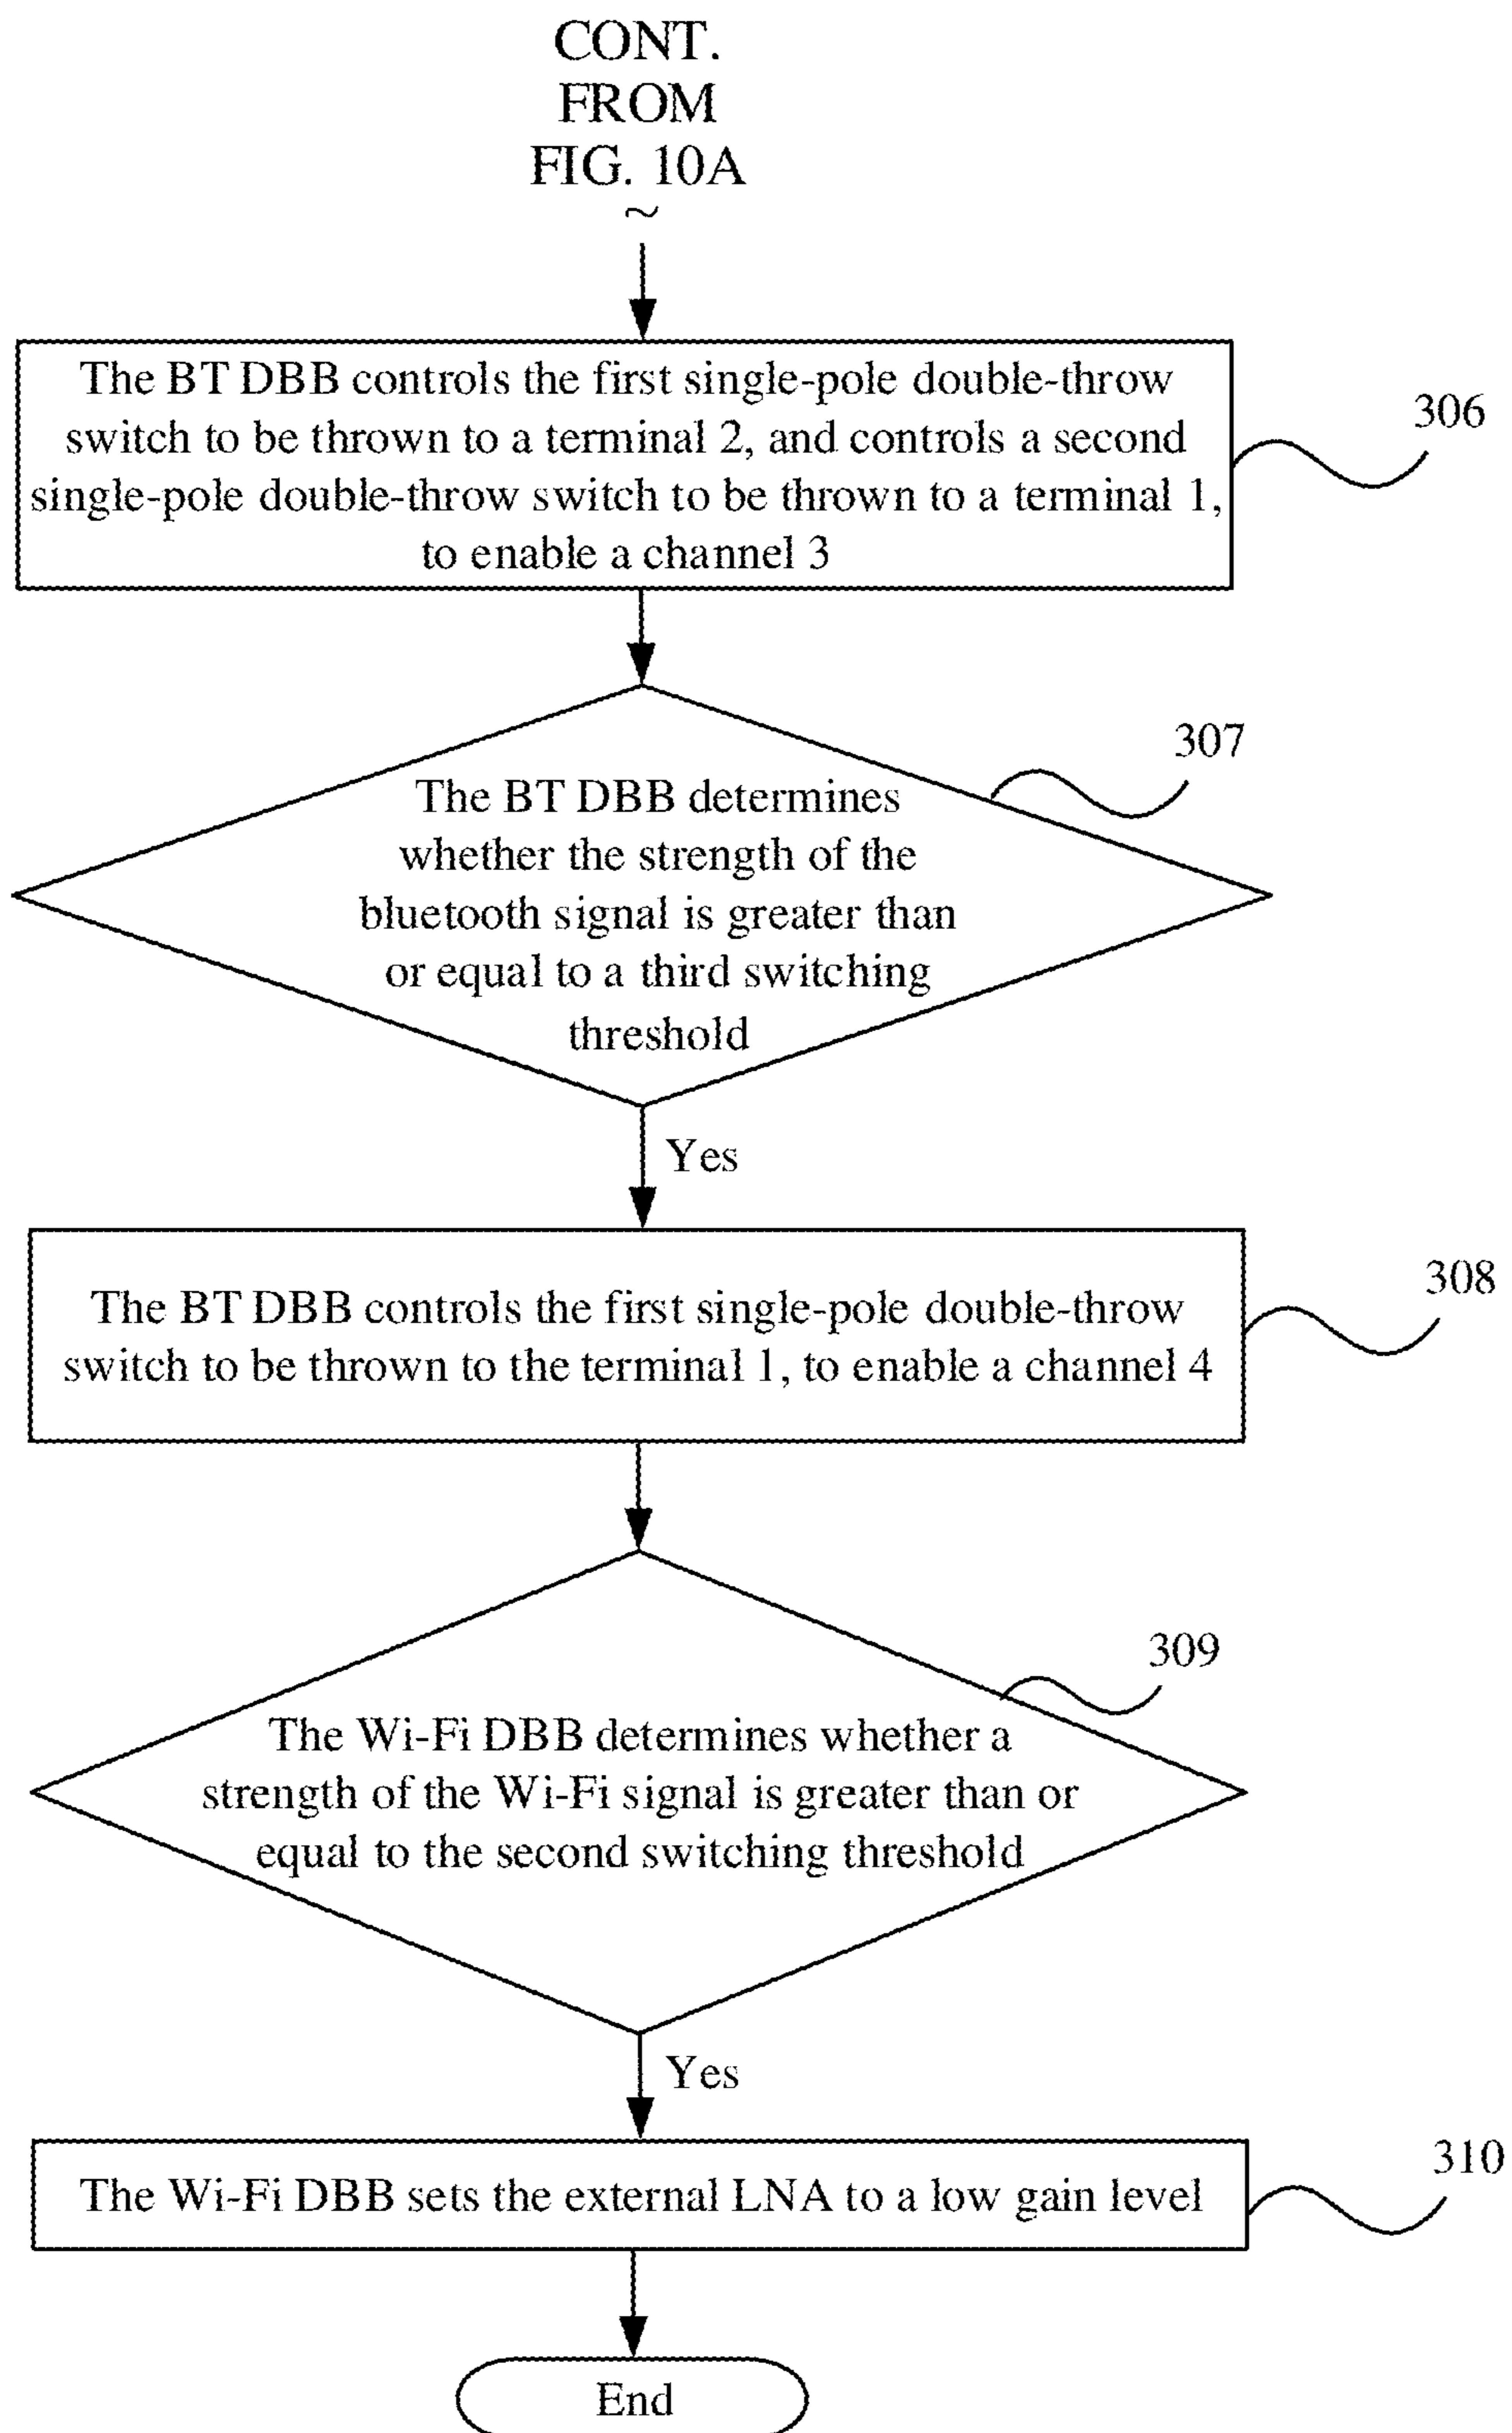 CONT.
FROM
FIG. 10A
~
The BT DBB controls the first single-pole double-throw
switch to be thrown to a terminal 2, and controls a second
single-pole double-throw switch to be thrown to a terminal 1,
to enable a channel 3
306
307
The BT DBB determines
whether the strength of the
bluetooth signal is greater than
or equal to a third switching
threshold
Yes
The BT DBB controls the first single-pole double-throw
switch to be thrown to the terminal 1, to enable a channel 4
308
309
The Wi-Fi DBB determines whether a
strength of the Wi-Fi signal is greater than or
equal to the second switching threshold
Yes
The Wi-Fi DBB sets the external LNA to a low gain level
310
End